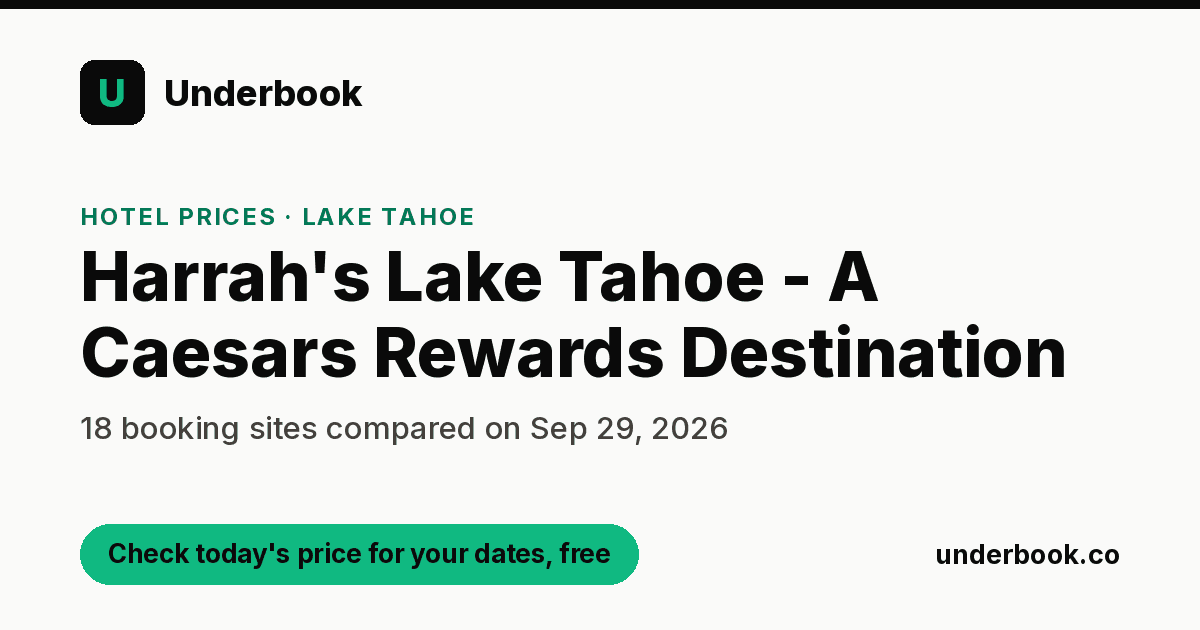 U Underbook
HOTEL PRICES · LAKE TAHOE
Harrah's Lake Tahoe - A
Caesars Rewards Destination
18 booking sites compared on Sep 29, 2026
Check today's price for your dates, free
underbook.co